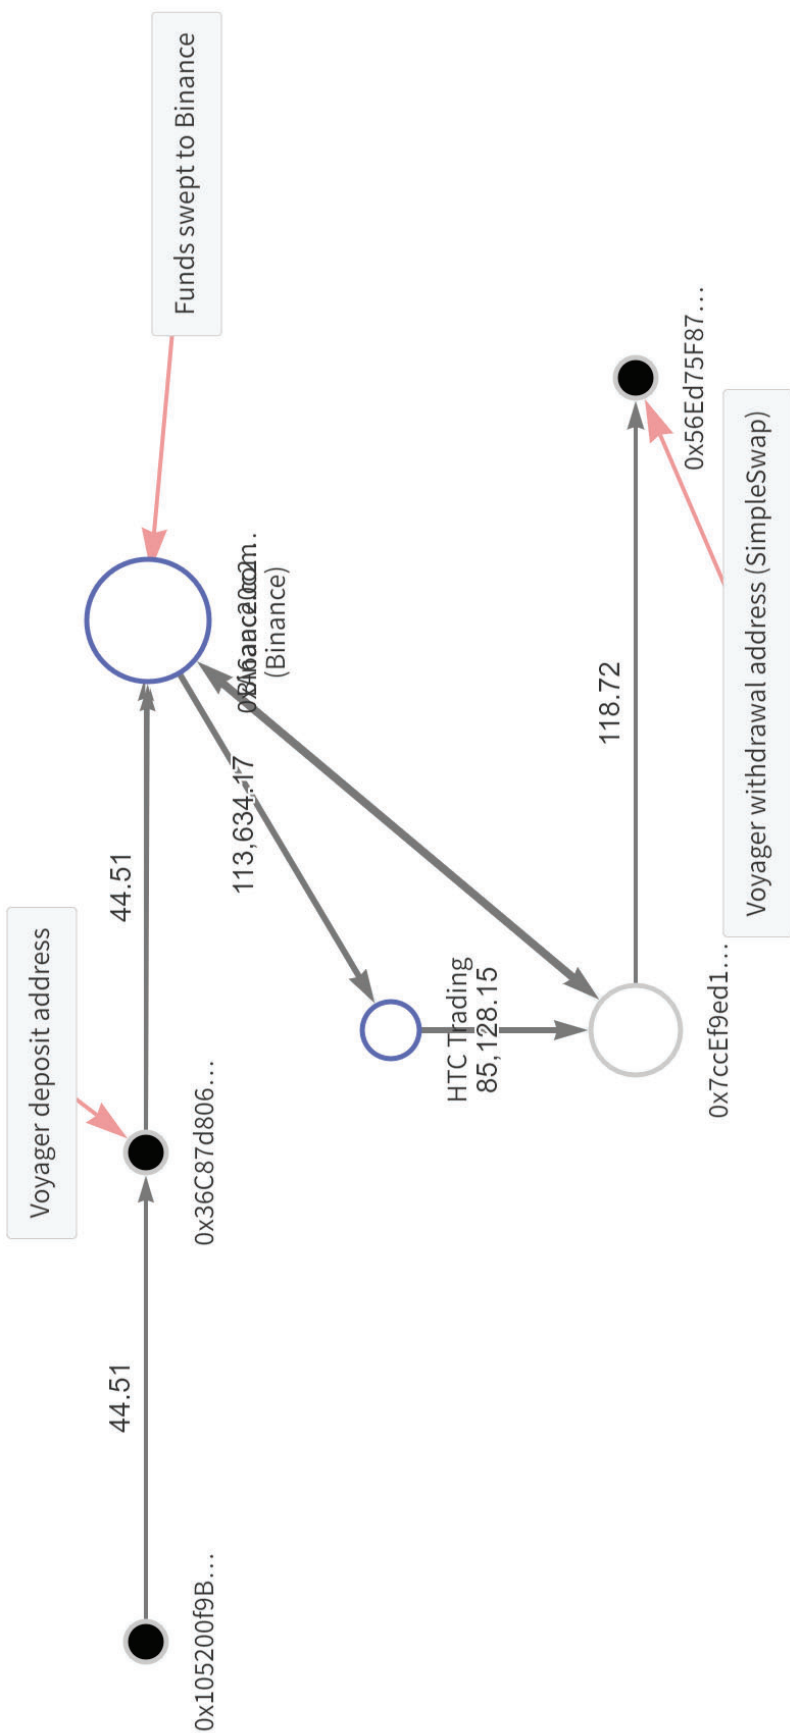 Funds swept to Binance
Voyager deposit address
Voyager withdrawal address (SimpleSwap)
0x105200f9B...
44.51
0x36C87d806...
44.51
(Binance)
113,634.17
HTC Trading
85,128.15
0x7ccEf9ed1...
118.72
0x56Ed75F87...